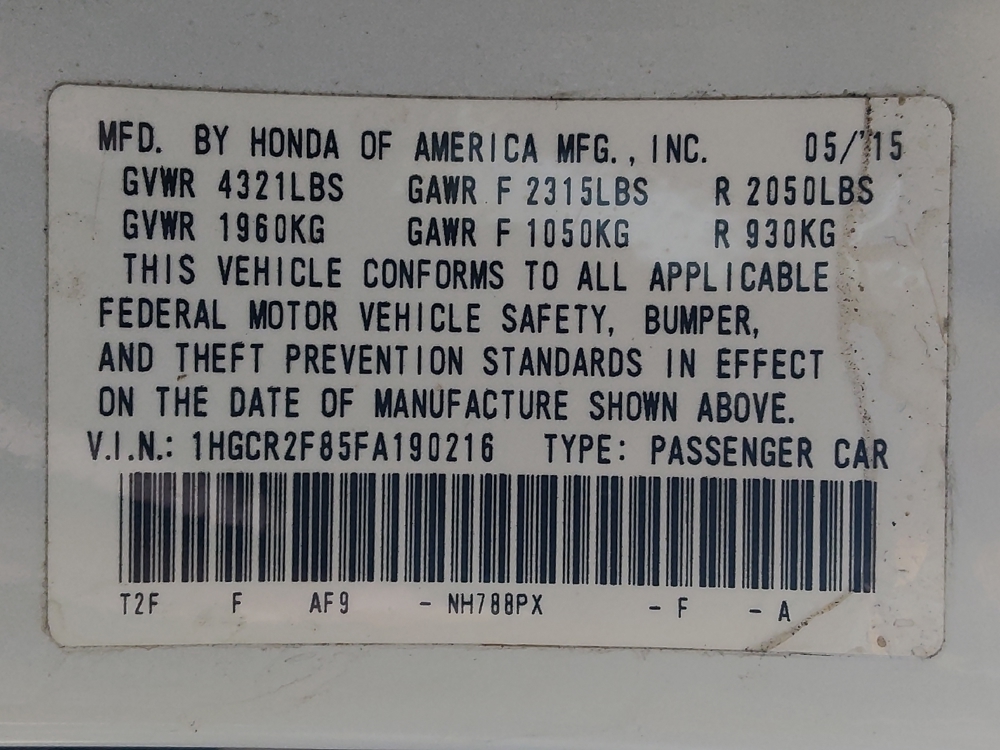 MFD. BY HONDA OF AMERICA MFG., INC. 05/'15
GVWR 4321LBS GAWR F 2315LBS R 2050LBS
GVWR 1960KG GAWR F 1050KG R 930KG
THIS VEHICLE CONFORMS TO ALL APPLICABLE
FEDERAL MOTOR VEHICLE SAFETY, BUMPER,
AND THEFT PREVENTION STANDARDS IN EFFECT
ON THE DATE OF MANUFACTURE SHOWN ABOVE.
V.I.N.: 1HGCR2F85FA190216 TYPE: PASSENGER CAR
T2F F AF9 - NH788PX - F - A